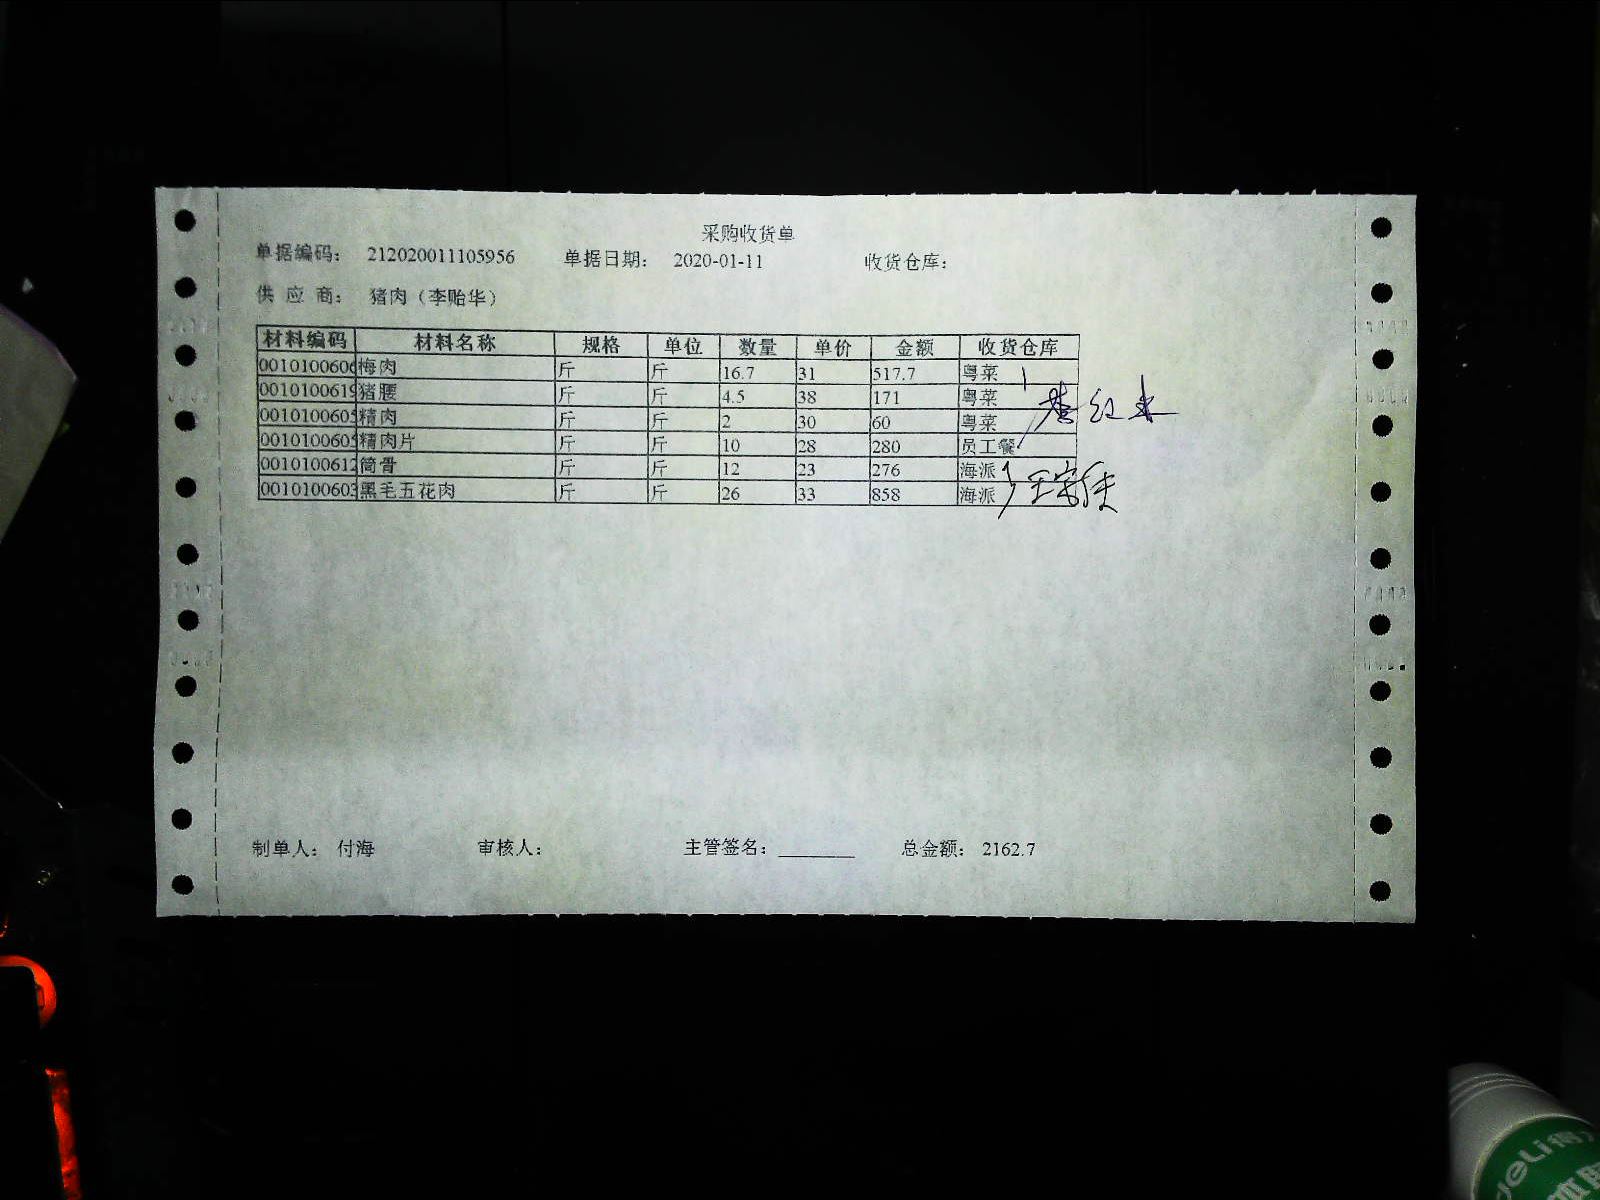 采购收货单
单据编码： 212020011105956 单据日期： 2020-01-11 收货仓库：
供 应 商： 猪肉（李贻华）
材料编码 材料名称 规格 单位 数量 单价 金额 收货仓库
0010100606 梅肉 斤 斤 16.7 31 517.7 粤菜
0010100619 猪腰 斤 斤 4.5 38 171 粤菜
0010100605 精肉 斤 斤 2 30 60 粤菜
0010100605 精肉片 斤 斤 10 28 280 员工餐
0010100612 筒骨 斤 斤 12 23 276 海派
0010100603 黑毛五花肉 斤 斤 26 33 858 海派
制单人： 付海 审核人： 主管签名： 总金额： 2162.7